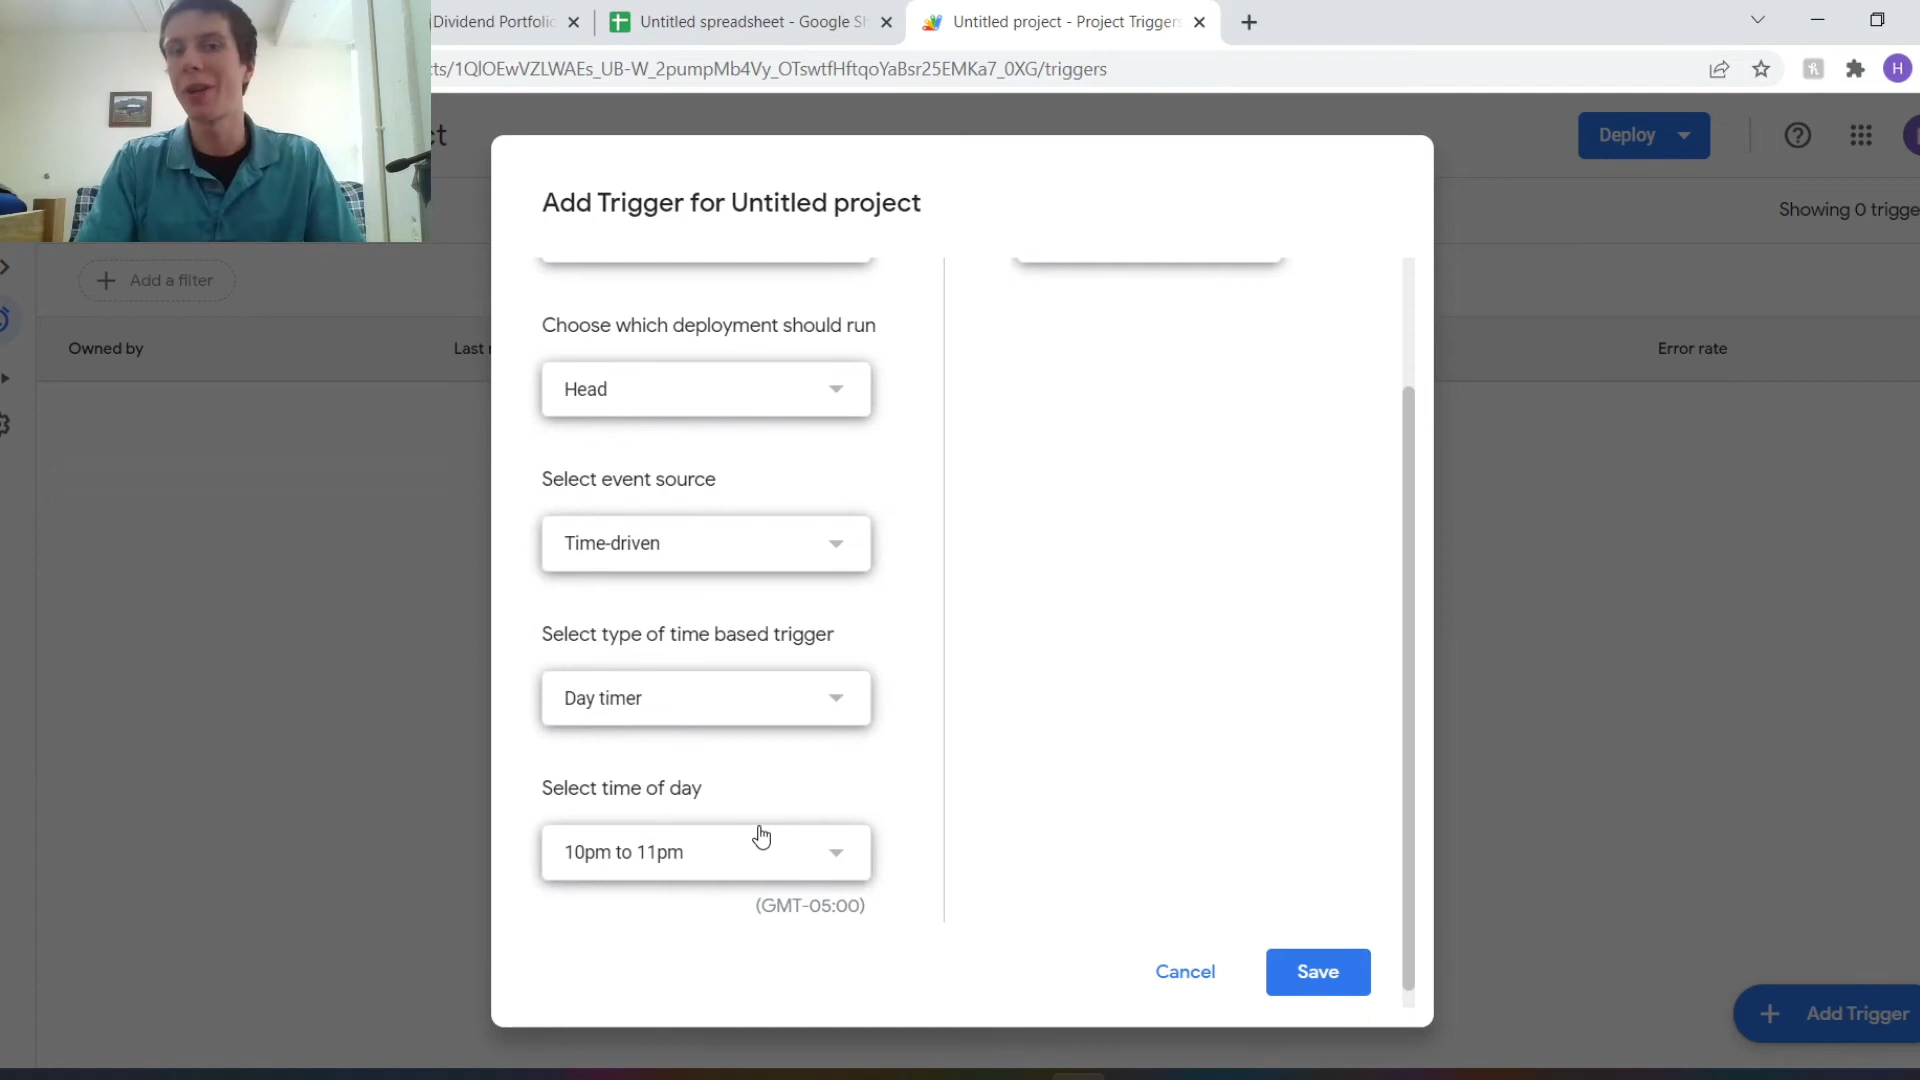 Dividend Portfolio
Untitled spreadsheet - Google Sh
Untitled project - Project Triggers
ts/1QlOEwVZLWAEs_UB-W_2pumpMb4Vy_OTswtfHftqoYaBsr25EMKa7_0XG/triggers
H
ct
Deploy
Add Trigger for Untitled project
Showing 0 trigge
Add a filter
Choose which deployment should run
Owned by
Last r
Error rate
Head
Select event source
Time-driven
Select type of time based trigger
Day timer
Select time of day
10pm to 11pm
(GMT-05:00)
Cancel
Save
Add Trigger